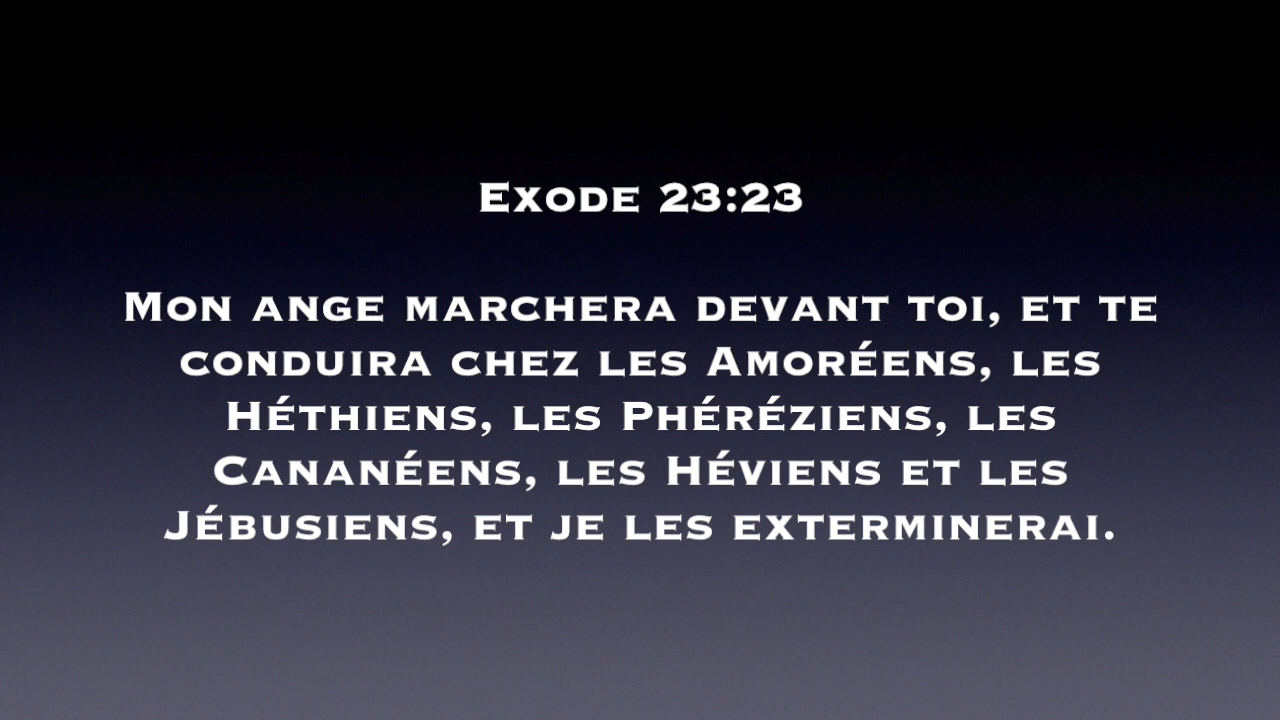 Exode 23:23
Mon ange marchera devant toi, et te
conduira chez les Amoréens, les
Héthiens, les Phéréziens, les
Cananéens, les Héviens et les
Jébusiens, et je les exterminerai.